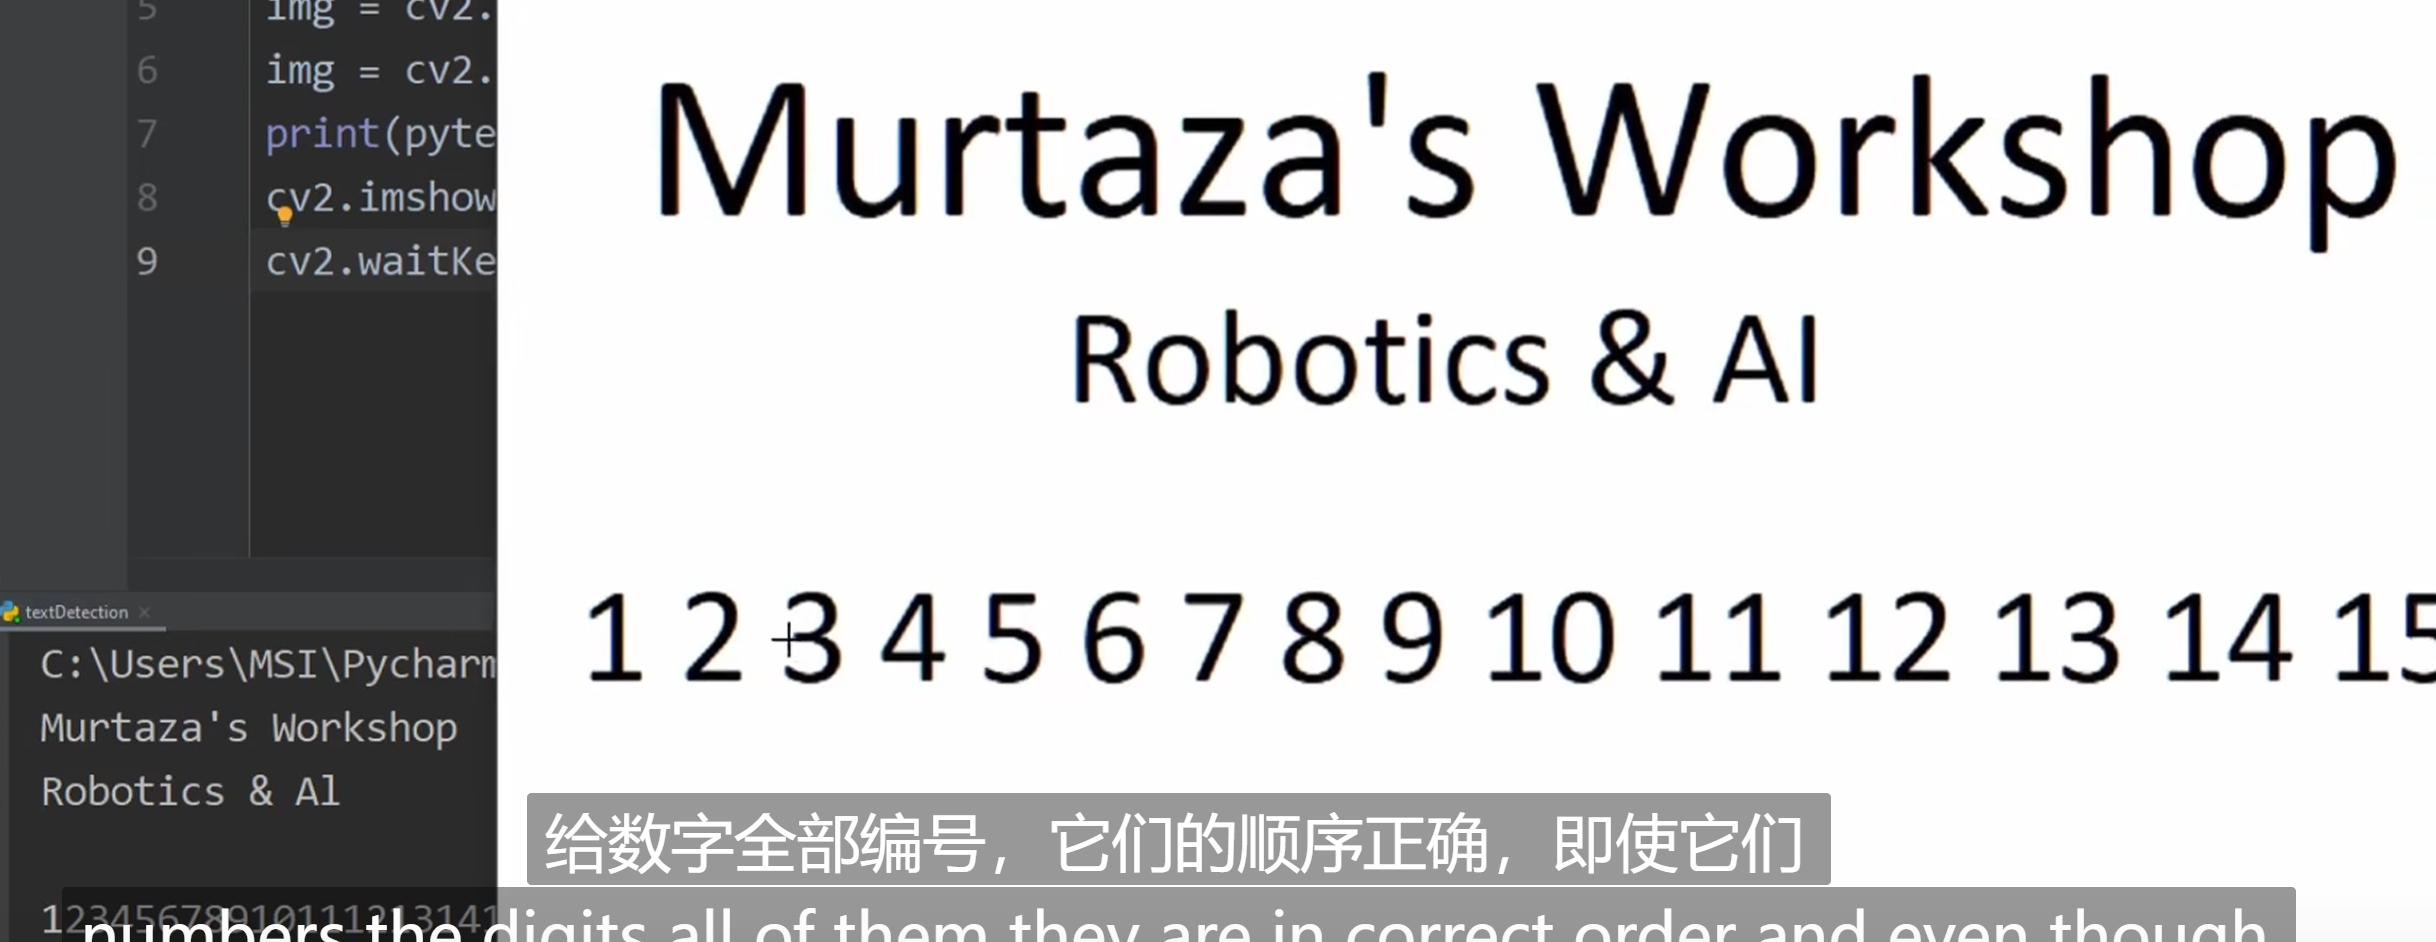 5 img = cv2.
6 img = cv2.
7 print(pyte
8 cv2.imshow
9 cv2.waitKe
Murtaza's Workshop
Robotics & AI
1 2 3 4 5 6 7 8 9 10 11 12 13 14 15
textDetection
C:\Users\MSI\Pycharm
Murtaza's Workshop
Robotics & Al
12345678910111213141
给数字全部编号，它们的顺序正确，即使它们
numbers the digits all of them they are in correct order and even though